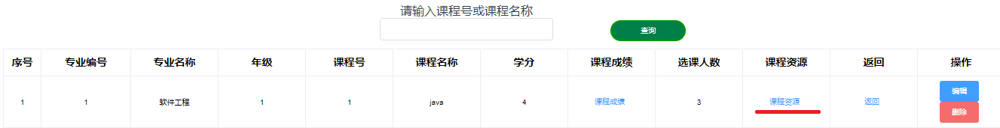 请输入课程号或课程名称
查询
序号 专业编号 专业名称 年级 课程号 课程名称 学分 课程成绩 选课人数 课程资源 返回 操作
1 1 软件工程 1 1 java 4 课程成绩 3 课程资源 返回 编辑
删除